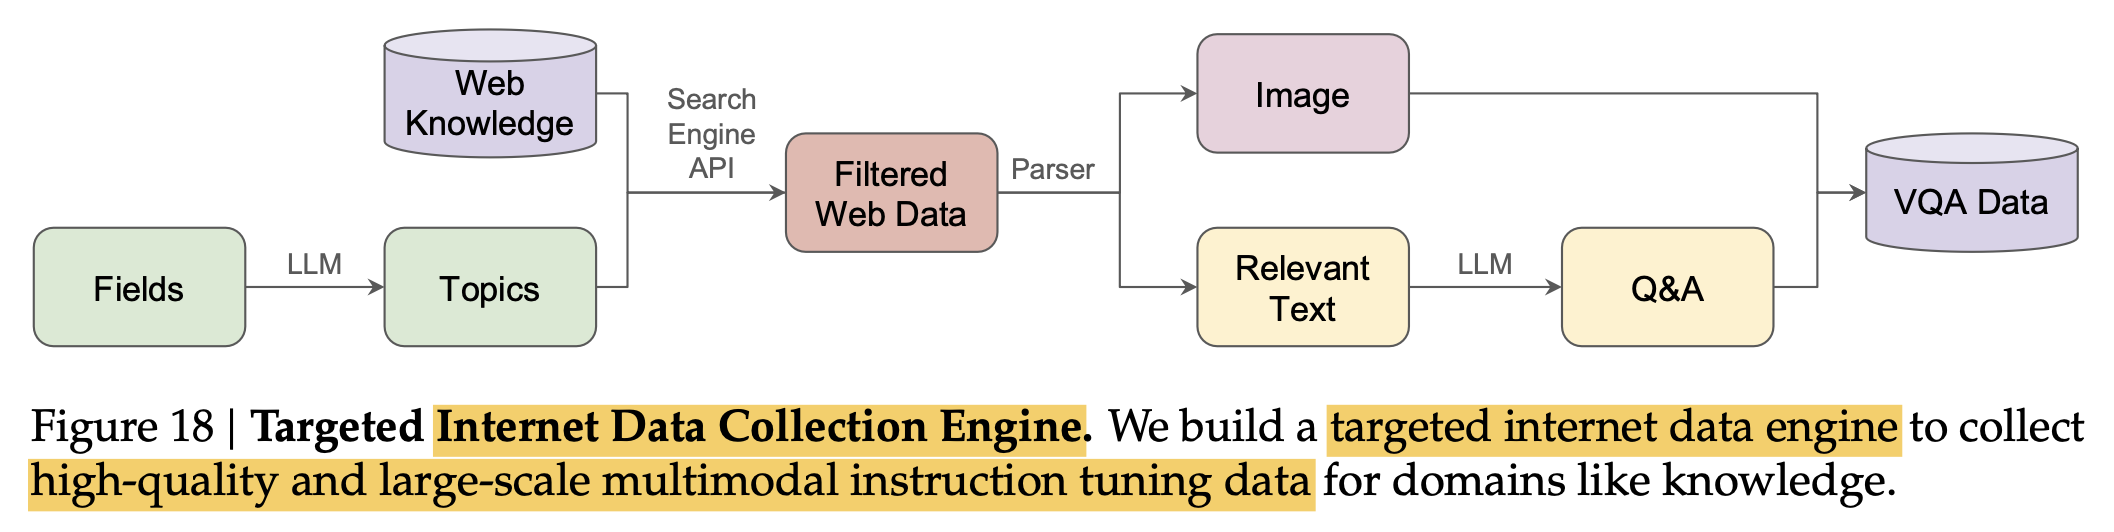 Web
Knowledge
Search
Engine
API
Image
Filtered
Web Data
Parser
VQA Data
Fields
LLM
Topics
Relevant
Text
LLM
Q&A
Figure 18 | Targeted Internet Data Collection Engine. We build a targeted internet data engine to collect
high-quality and large-scale multimodal instruction tuning data for domains like knowledge.